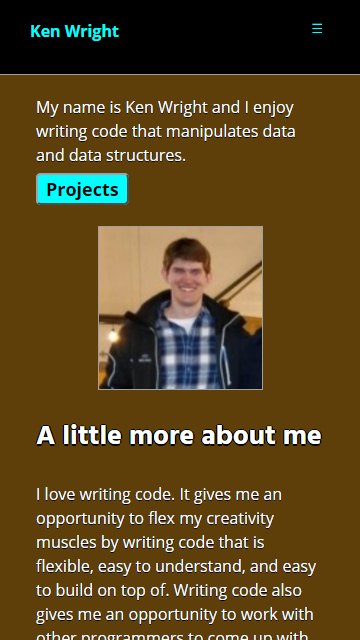 Ken Wright
☰
My name is Ken Wright and I enjoy
writing code that manipulates data
and data structures.
Projects
A little more about me
I love writing code. It gives me an
opportunity to flex my creativity
muscles by writing code that is
flexible, easy to understand, and easy
to build on top of. Writing code also
gives me an opportunity to work with
other programmers to come up with